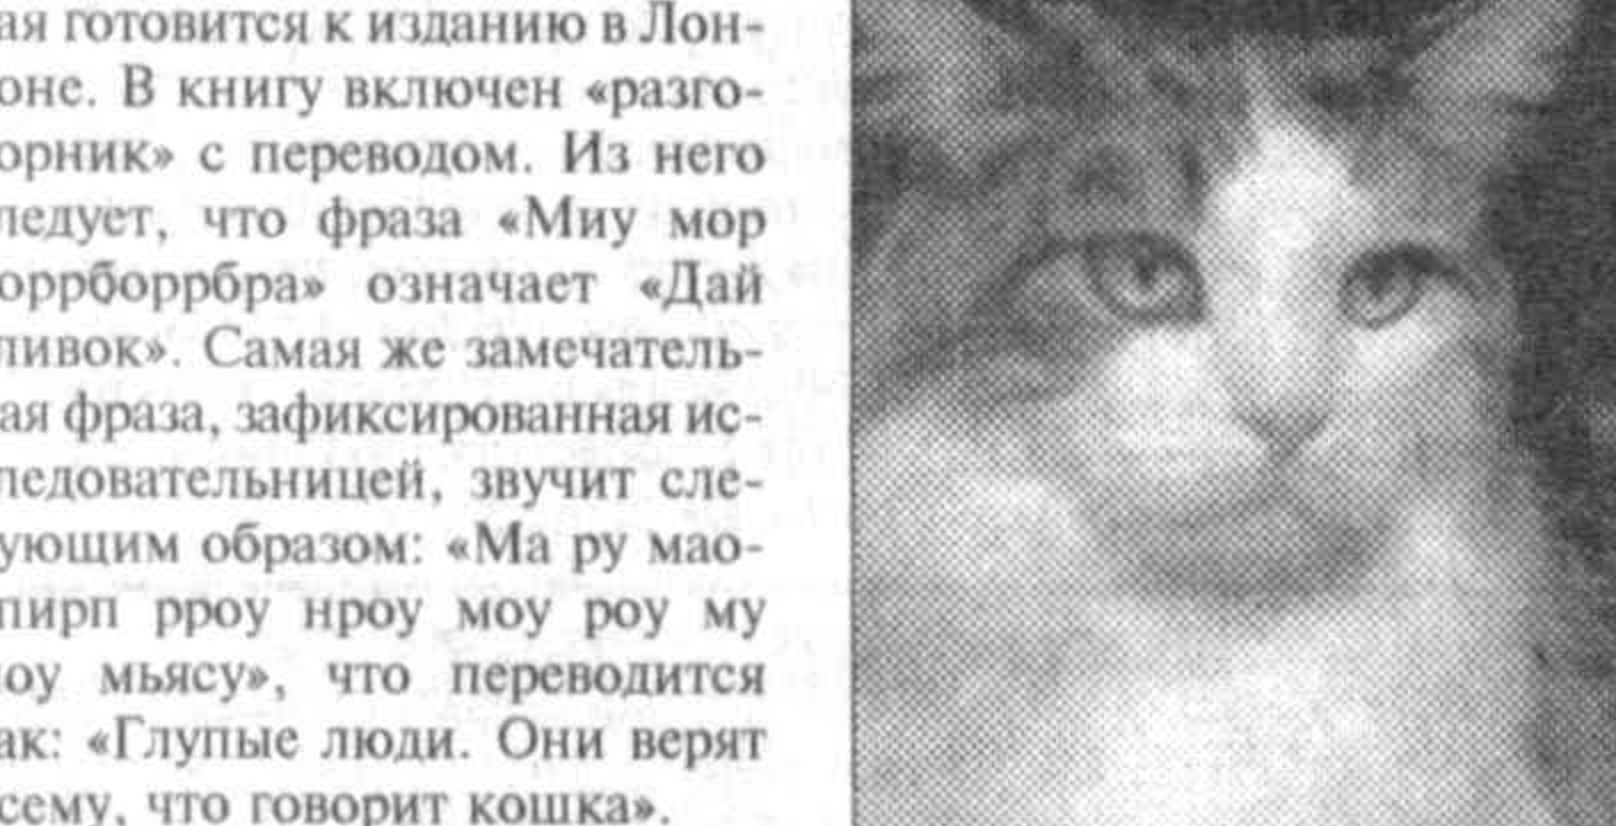 ая готовится к изданию в Лон-
оне. В книгу включен «разго-
орник» с переводом. Из него
ледует, что фраза «Миу мор
оррборрбра» означает «Дай
ливок». Самая же замечатель-
ая фраза, зафиксированная ис-
ледовательницей, звучит сле-
ующим образом: «Ма ру мао-
пирп рроу нроу моу роу му
оу мьясу», что переводится
ак: «Глупые люди. Они верят
сему, что говорит кошка».